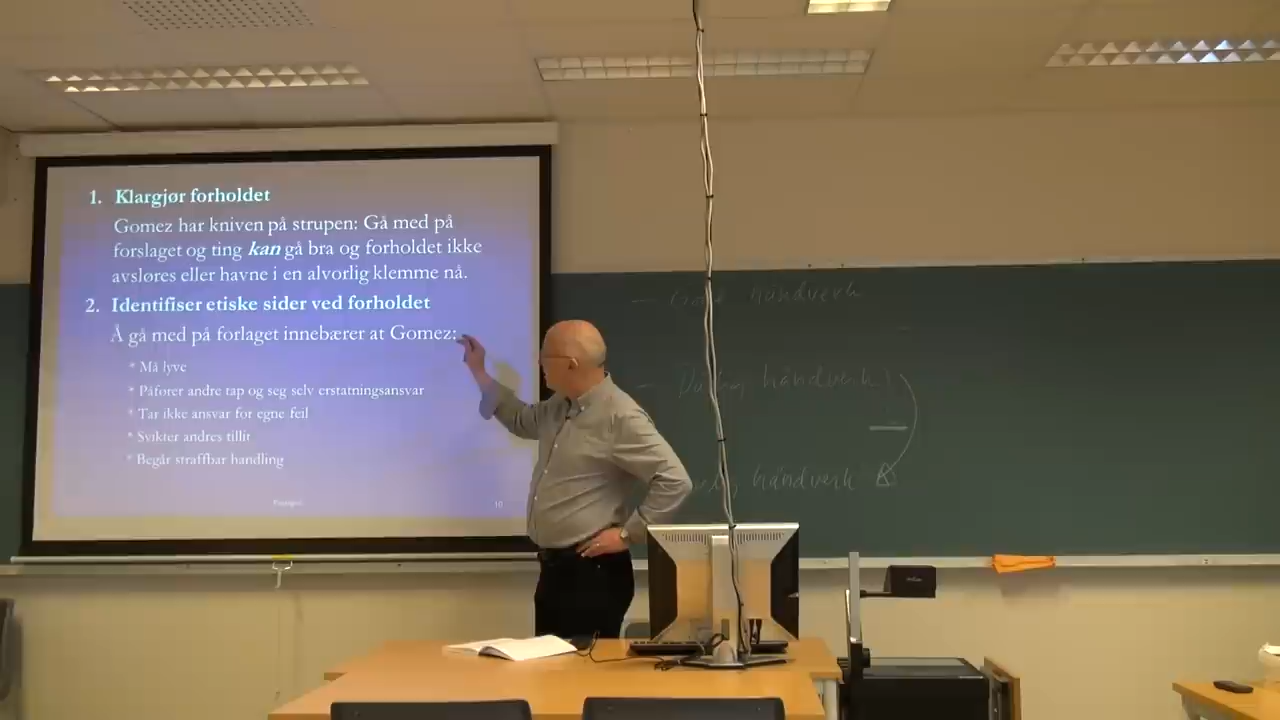 1. Klargjør forholdet
Gomez har kniven på strupen: Gå med på
forslaget og ting kan gå bra og forholdet ikke
avsløres eller havne i en alvorlig klemme nå.
2. Identifiser etiske sider ved forholdet
Å gå med på forlaget innebærer at Gomez:
* Må lyve
* Påfører andre tap og seg selv erstatningsansvar
* Tar ikke ansvar for egne feil
* Svikter andres tillit
* Begår straffbar handling
10
— håndverk
— håndverk
håndverk